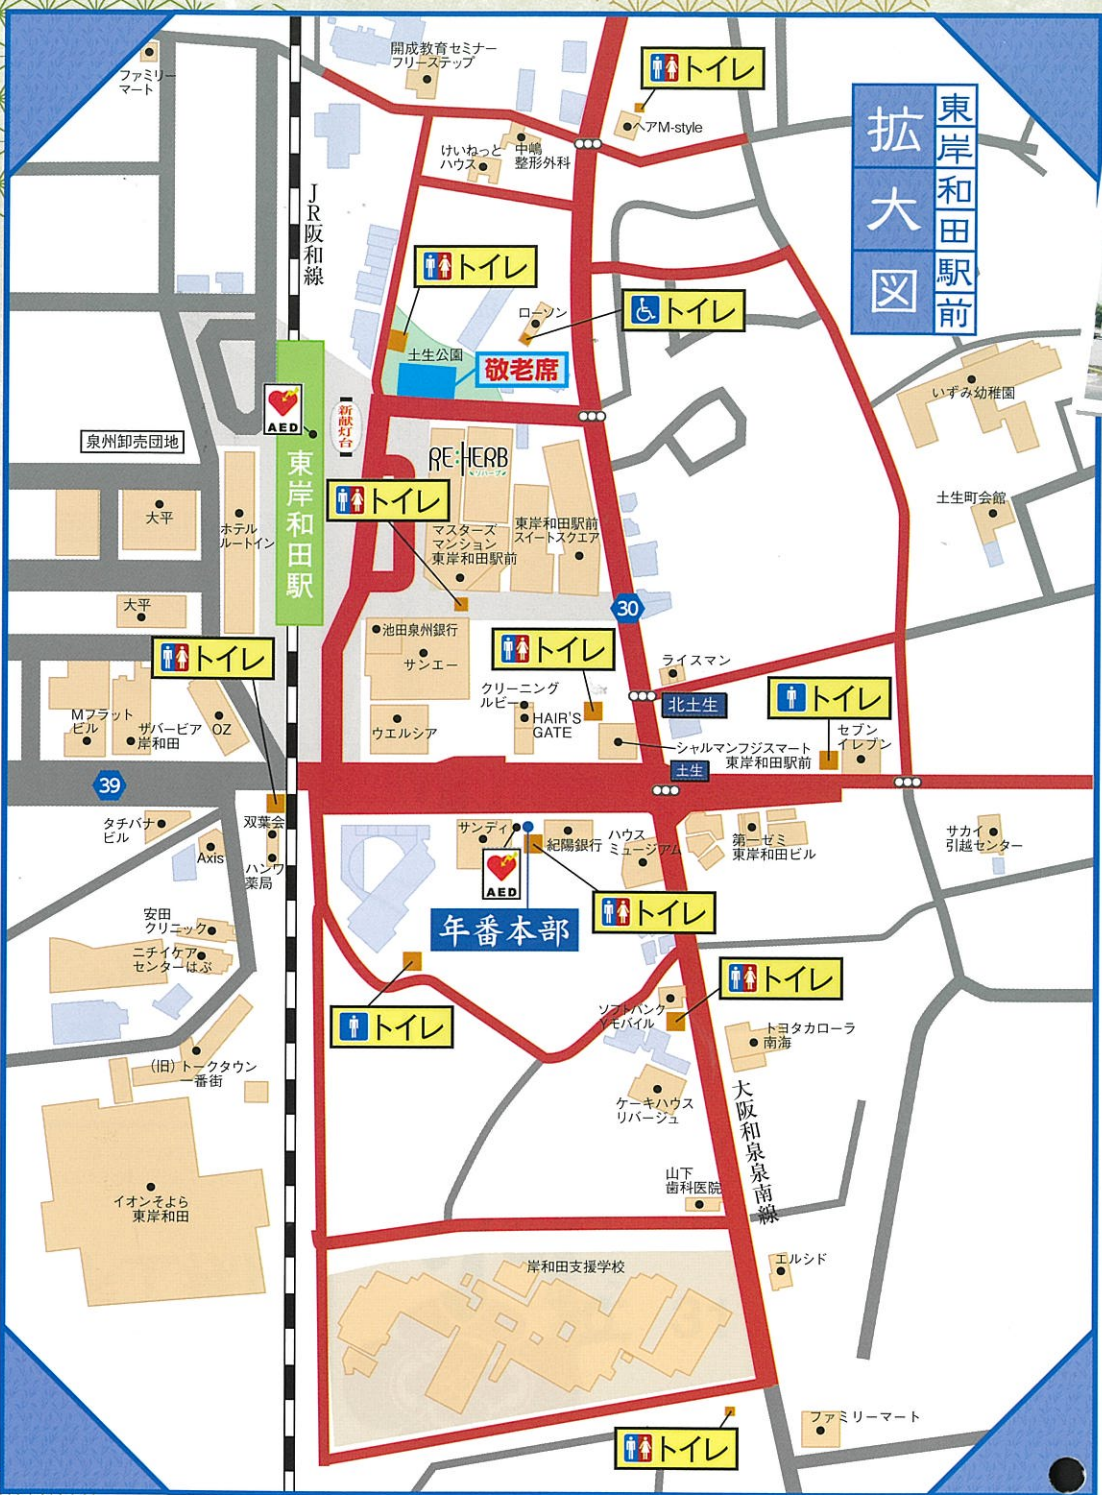 東岸和田駅前
拡大図
ファミリー
マート
開成教育セミナー
フリーステップ
トイレ
ヘアM-style
けいねっと
ハウス
中嶋
整形外科
JR阪和線
トイレ
ローソン
トイレ
土生公園
敬老席
いずみ幼稚園
AED
新献灯台
泉州卸売団地
RE:HERB
リハーブ
東岸和田駅
トイレ
大平
ホテル
ルートイン
マスターズ
マンション
東岸和田駅前
東岸和田駅前
スイートスクエア
土生町会館
大平
30
池田泉州銀行
サンエー
トイレ
トイレ
ライスマン
クリーニング
ルビー
HAIR'S
GATE
北土生
トイレ
Mフラット
ビル
ザバービア
岸和田
OZ
ウエルシア
シャルマンフジスマート
東岸和田駅前
セブン
イレブン
土生
39
タチバナ
ビル
双葉会
サンディ
紀陽銀行
ハウス
ミュージアム
第一ゼミ
東岸和田ビル
サカイ
引越センター
Axis
ハンワ
薬局
AED
年番本部
トイレ
安田
クリニック
ニチイケア
センターはぶ
トイレ
トイレ
ソフトバンク
Yモバイル
トヨタカローラ
南海
(旧)トークタウン
一番街
ケーキハウス
リバージュ
大阪和泉泉南線
山下
歯科医院
イオンそよら
東岸和田
岸和田支援学校
エルシド
ファミリーマート
トイレ